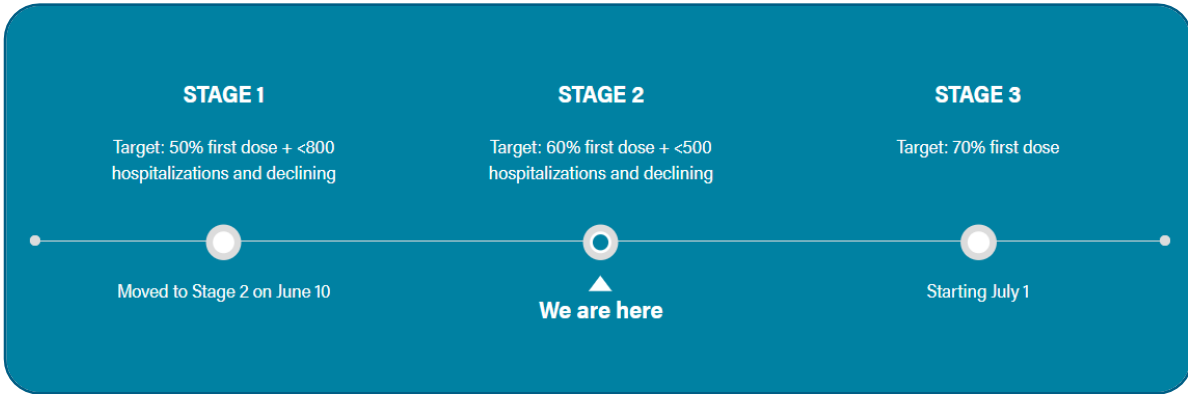 STAGE 1
Target: 50% first dose + <800
hospitalizations and declining
Moved to Stage 2 on June 10
STAGE 2
Target: 60% first dose + <500
hospitalizations and declining
We are here
STAGE 3
Target: 70% first dose
Starting July 1